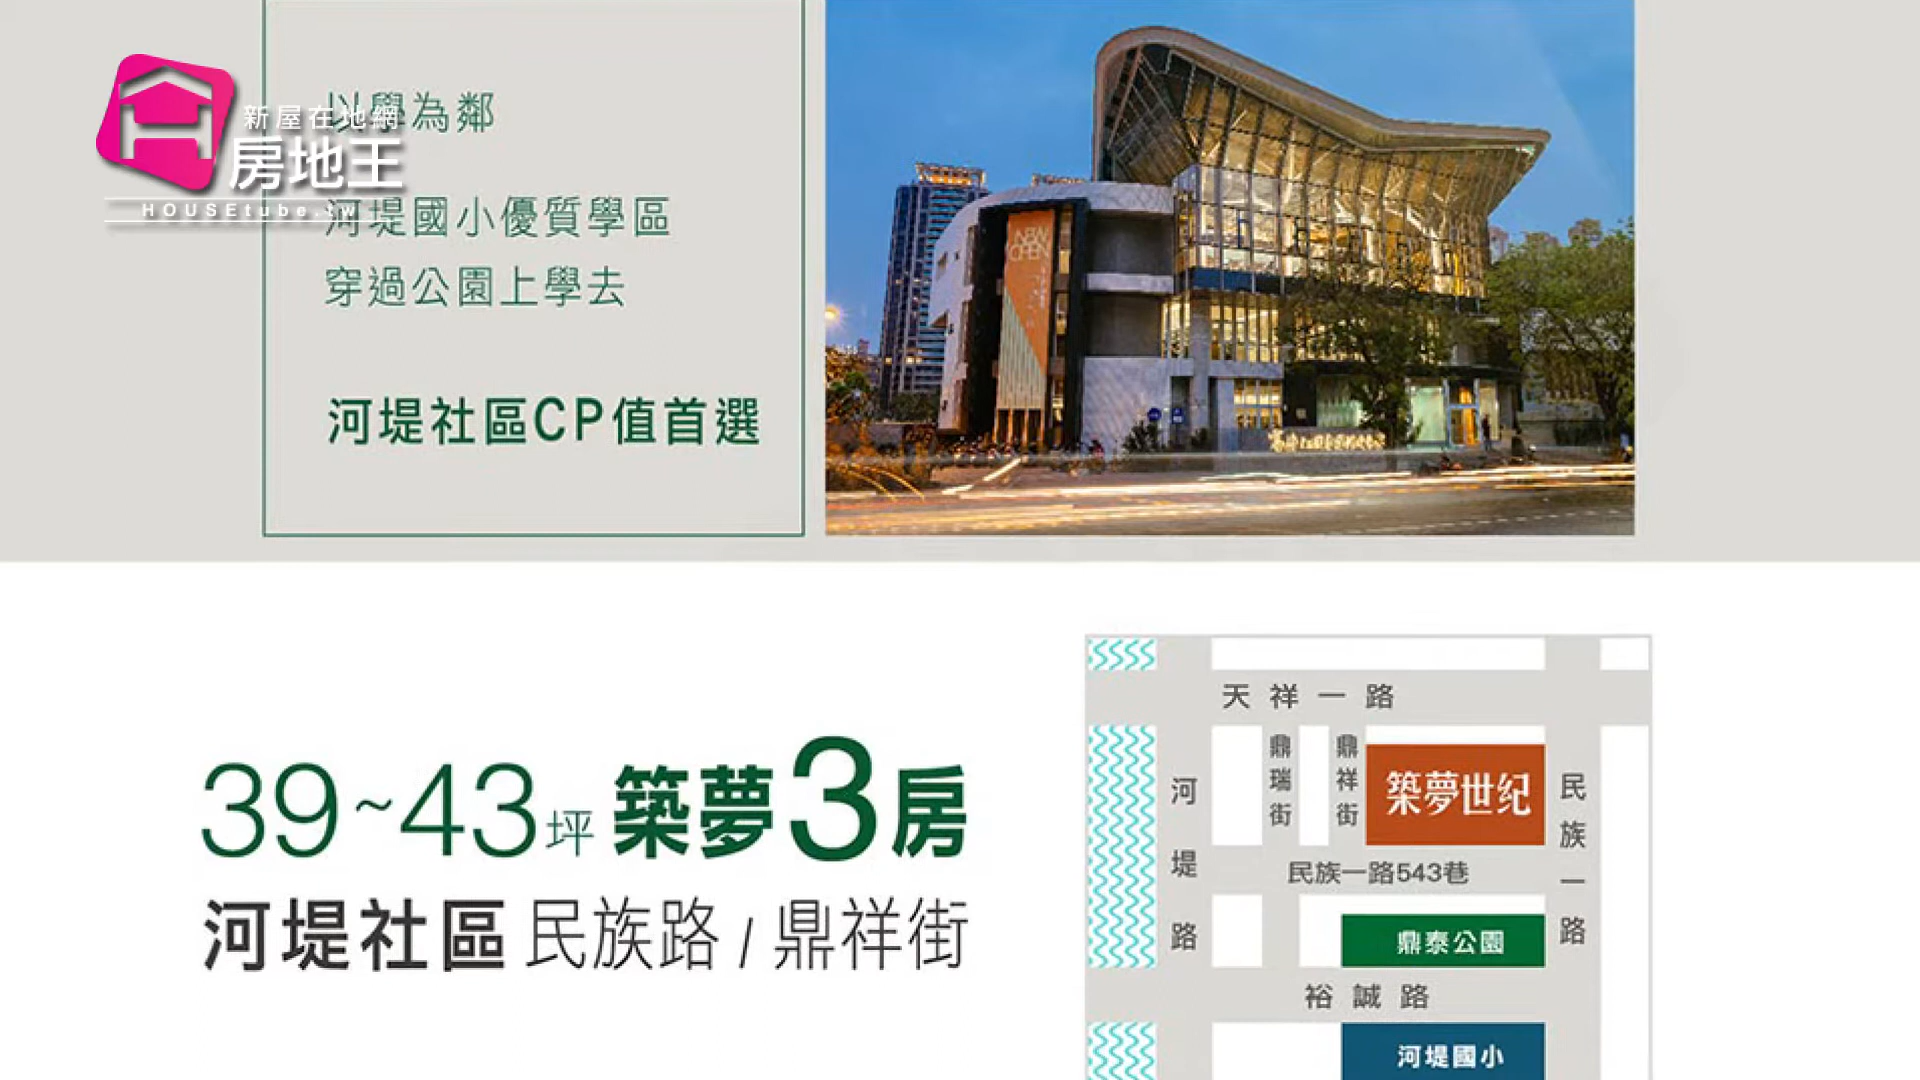 新屋在地網
房地王
HOUSEtube.tw
以學為鄰
河堤國小優質學區
穿過公園上學去
河堤社區CP值首選
NEW
OPEN
39~43坪 築夢3房
河堤社區 民族路 / 鼎祥街
天祥一路
鼎瑞街
鼎祥街
築夢世纪
河堤路
民族一路
民族一路543巷
鼎泰公園
裕誠路
河堤國小